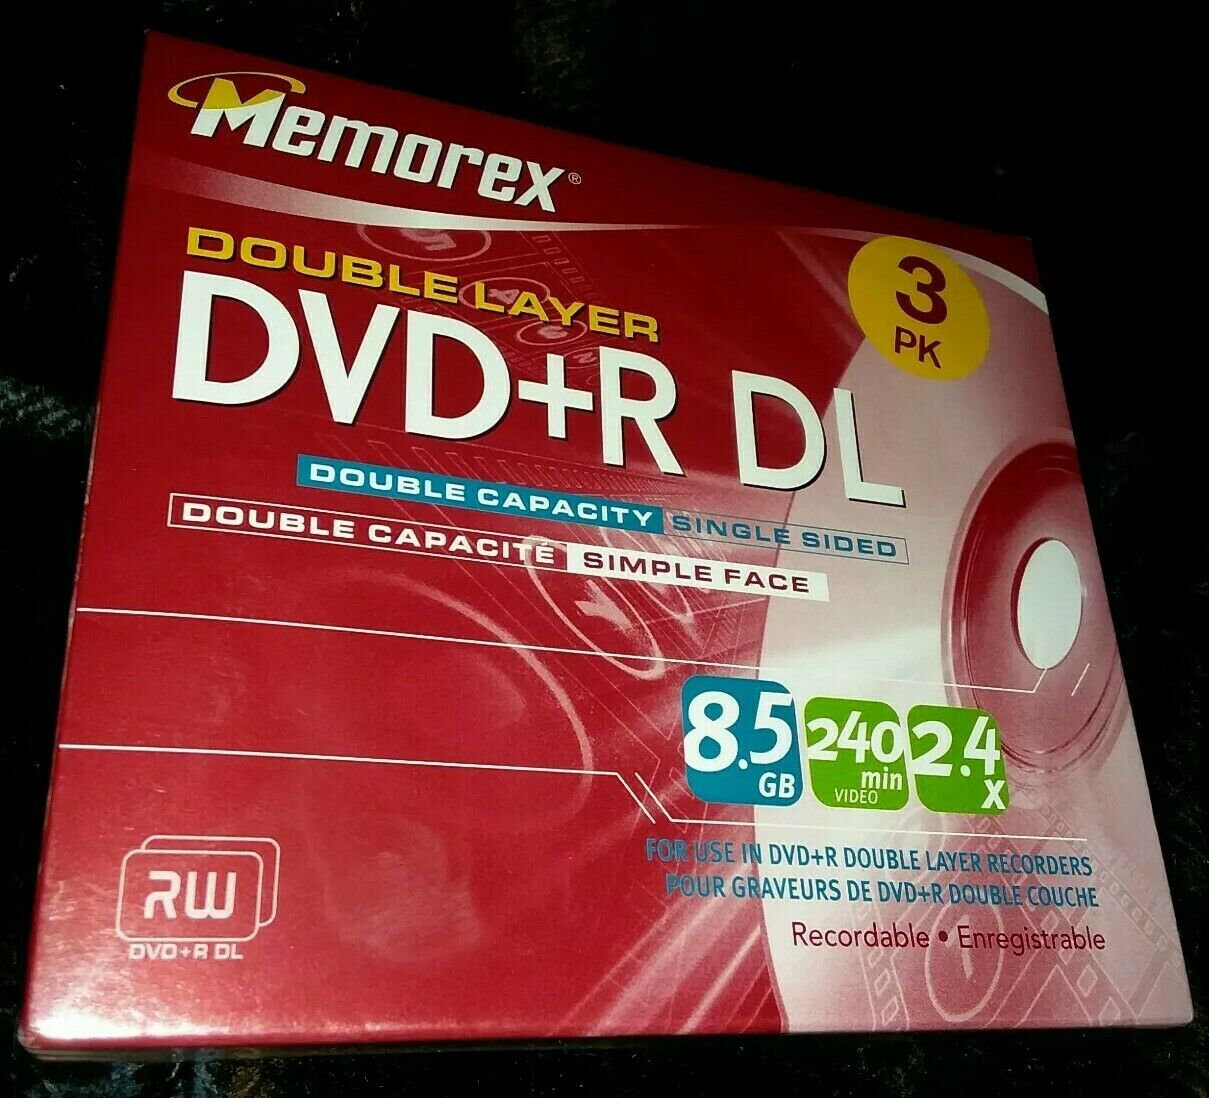 Memorex®
DOUBLE LAYER
3
PK
DVD+R DL
DOUBLE CAPACITY SINGLE SIDED
DOUBLE CAPACITÉ SIMPLE FACE
8.5
GB
240
min
VIDEO
2.4
X
FOR USE IN DVD+R DOUBLE LAYER RECORDERS
POUR GRAVEURS DE DVD+R DOUBLE COUCHE
Recordable • Enregistrable
RW
DVD+R DL